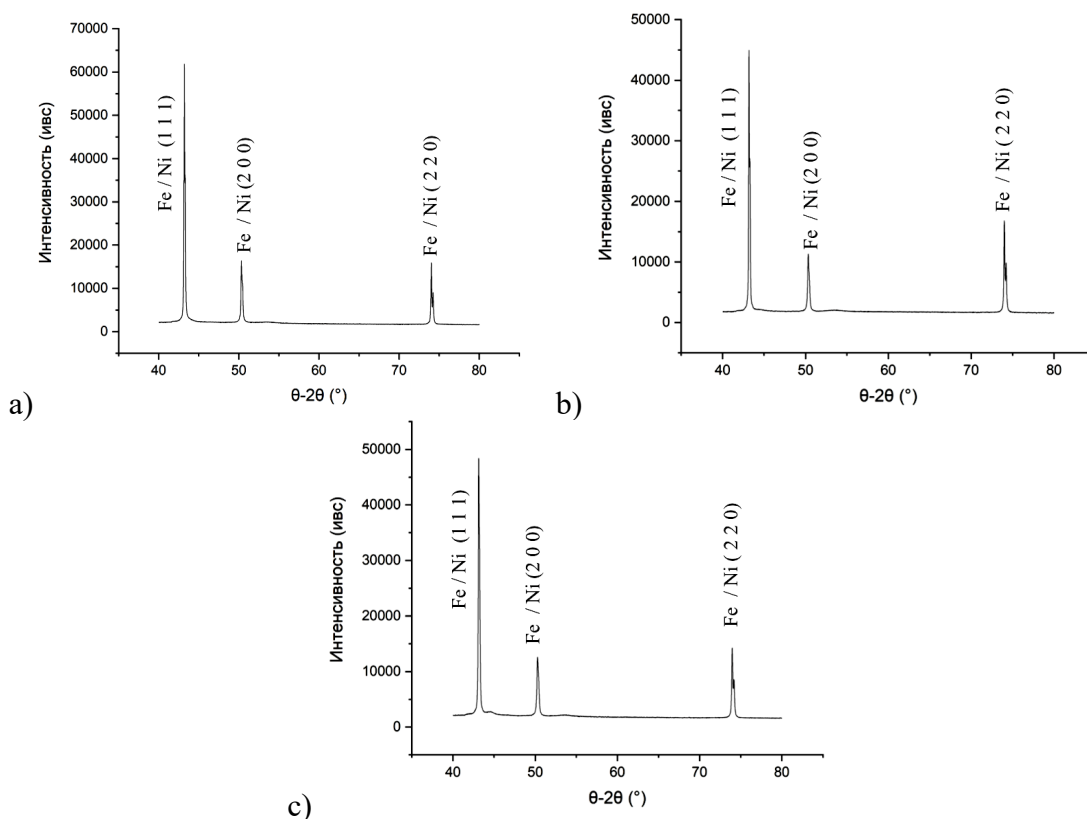 70000
60000
50000
40000
30000
20000
10000
0
Интенсивность (ивс)
Fe / Ni (1 1 1)
Fe / Ni (2 0 0)
Fe / Ni ( 2 2 0)
40 50 60 70 80
θ-2θ (°)
a)
50000
40000
30000
20000
10000
0
Интенсивность (ивс)
Fe / Ni (1 1 1)
Fe / Ni (2 0 0)
Fe / Ni ( 2 2 0)
40 50 60 70 80
θ-2θ (°)
b)
50000
40000
30000
20000
10000
0
Интенсивность (ивс)
Fe / Ni (1 1 1)
Fe / Ni (2 0 0)
Fe / Ni ( 2 2 0)
40 50 60 70 80
θ-2θ (°)
c)